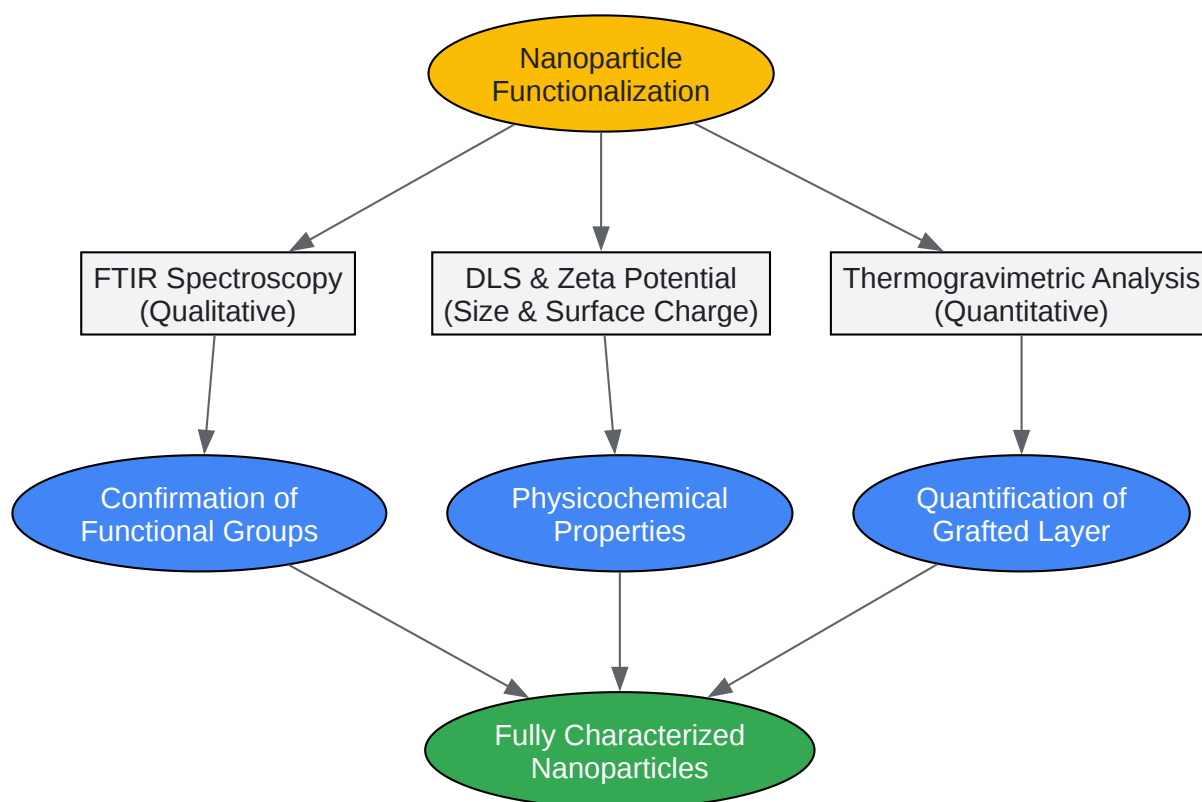 Nanoparticle
Functionalization
FTIR Spectroscopy
(Qualitative)
DLS & Zeta Potential
(Size & Surface Charge)
Thermogravimetric Analysis
(Quantitative)
Confirmation of
Functional Groups
Physicochemical
Properties
Quantification of
Grafted Layer
Fully Characterized
Nanoparticles